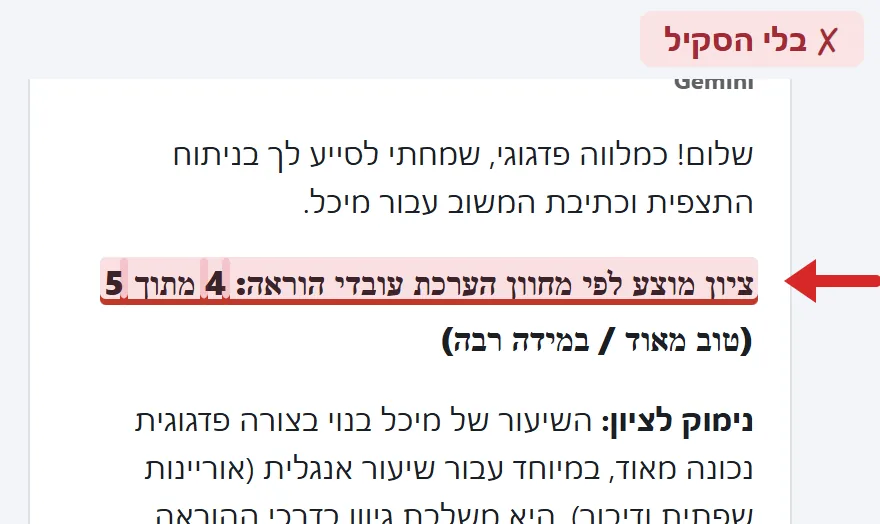 ✗ בלי הסקיל
Gemini
שלום! כמלווה פדגוגי, שמחתי לסייע לך בניתוח
התצפית וכתיבת המשוב עבור מיכל.
ציון מוצע לפי מחוון הערכת עובדי הוראה: 4 מתוך 5
(טוב מאוד / במידה רבה)
נימוק לציון: השיעור של מיכל בנוי בצורה פדגוגית
נכונה מאוד, במיוחד עבור שיעור אנגלית (אוריינות
שפתית ודיבור). היא משלבת גיוון בדרכי ההוראה